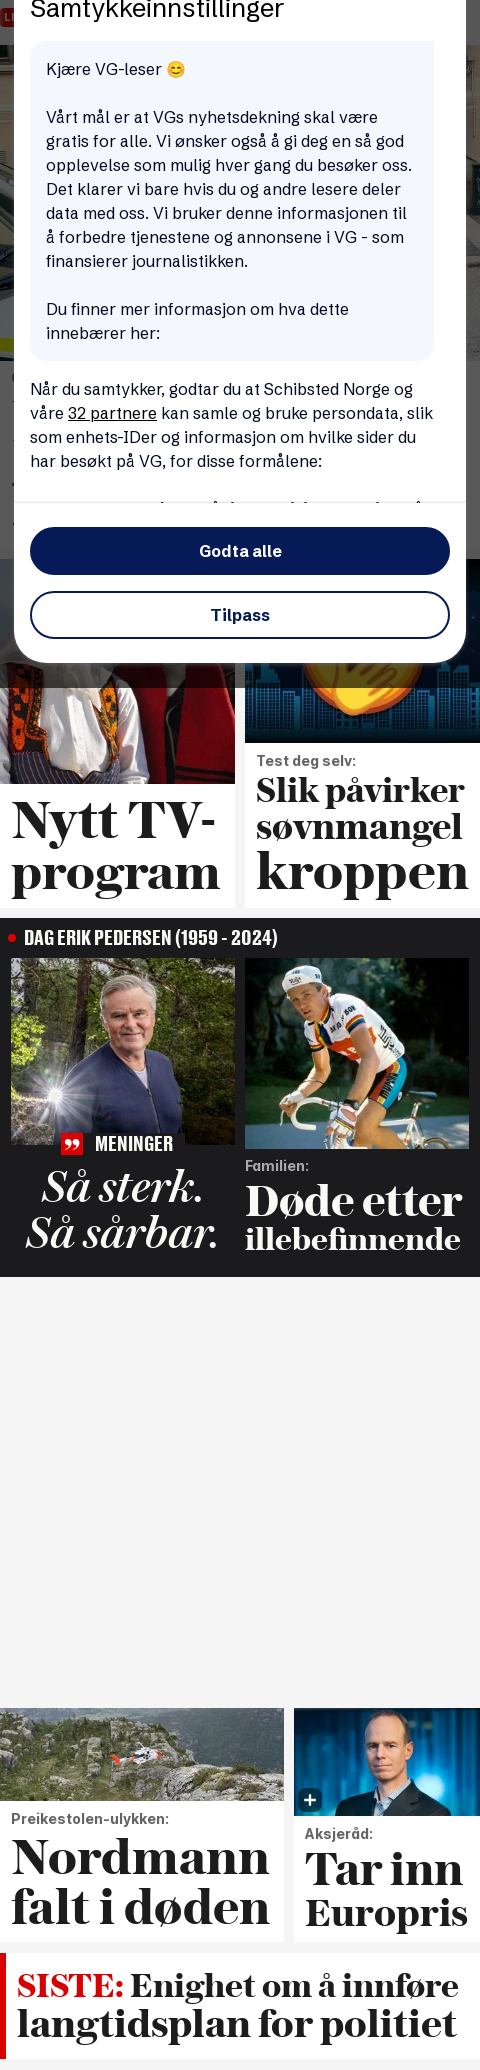 Samtykkeinnstillinger
Kjære VG-leser 😊
Vårt mål er at VGs nyhetsdekning skal være
gratis for alle. Vi ønsker også å gi deg en så god
opplevelse som mulig hver gang du besøker oss.
Det klarer vi bare hvis du og andre lesere deler
data med oss. Vi bruker denne informasjonen til
å forbedre tjenestene og annonsene i VG - som
finansierer journalistikken.
Du finner mer informasjon om hva dette
innebærer her:
Når du samtykker, godtar du at Schibsted Norge og
våre 32 partnere kan samle og bruke persondata, slik
som enhets-IDer og informasjon om hvilke sider du
har besøkt på VG, for disse formålene:
Godta alle
Tilpass
Nytt TV-
program
Test deg selv:
Slik påvirker
søvnmangel
kroppen
DAG ERIK PEDERSEN (1959 - 2024)
MENINGER
Så sterk.
Så sårbar.
Familien:
Døde etter
illebefinnende
Preikestolen-ulykken:
Nordmann
falt i døden
Aksjeråd:
Tar inn
Europris
SISTE: Enighet om å innføre
langtidsplan for politiet